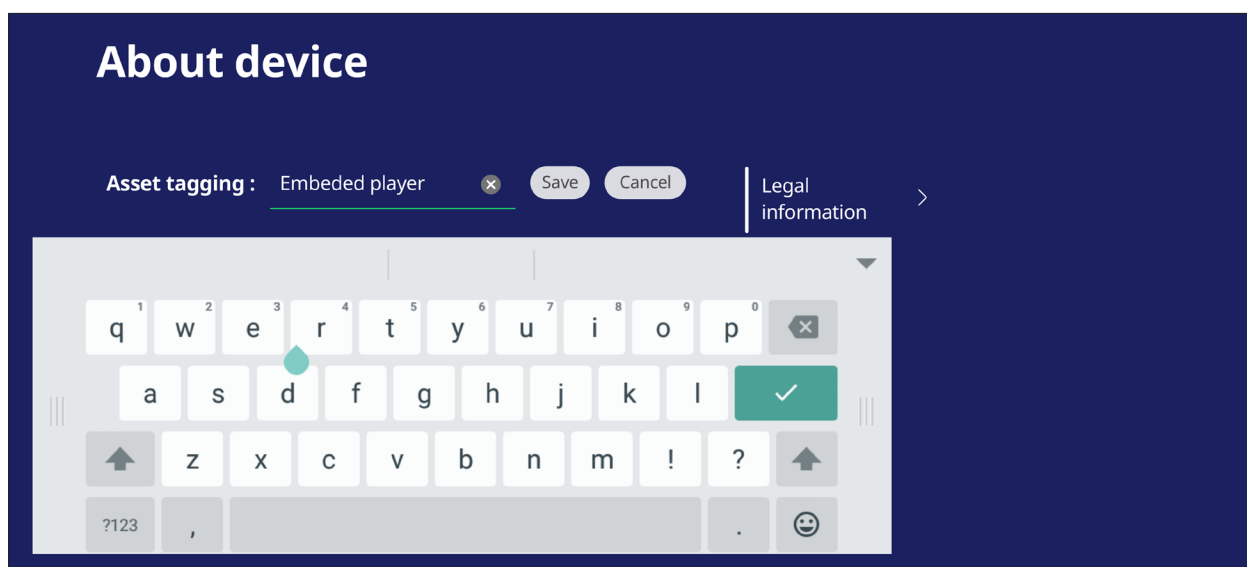 About device
Asset tagging : Embeded player Save Cancel
Legal
information
1 2 3 4 5 6 7 8 9 0
q w e r t y u i o p
a s d f g h j k l
z x c v b n m ! ?
?123 , .